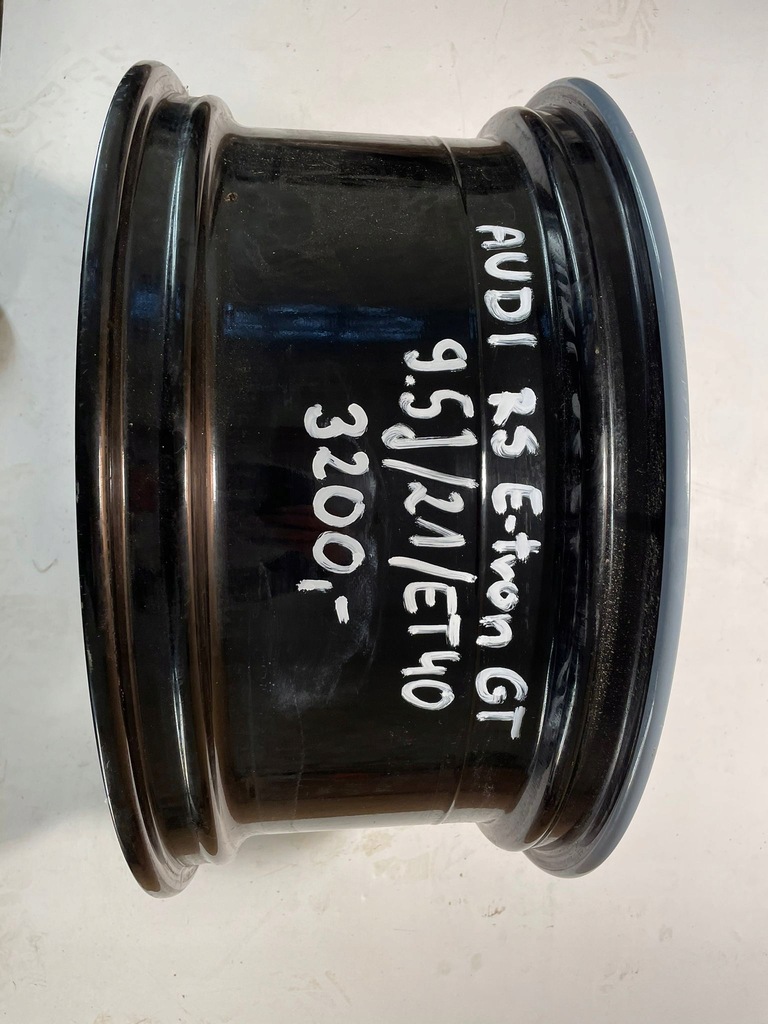 AUDI RS E-tron GT
9.5J/21/ET40
3200,-